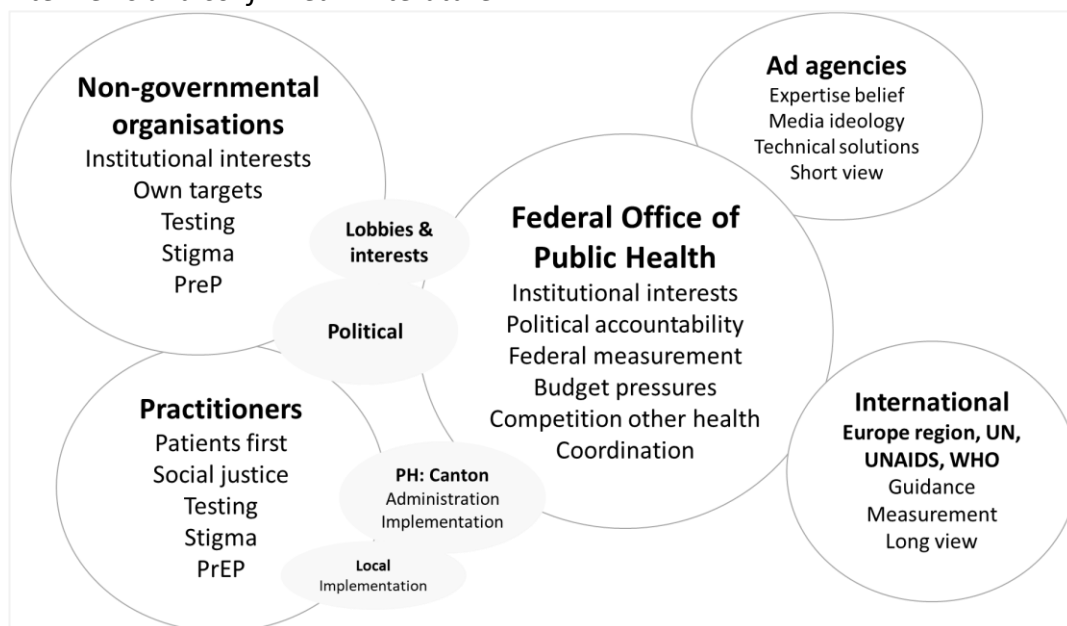 Non-governmental
organisations
Institutional interests
Own targets
Testing
Stigma
PreP
Ad agencies
Expertise belief
Media ideology
Technical solutions
Short view
Lobbies &
interests
Political
Federal Office of
Public Health
Institutional interests
Political accountability
Federal measurement
Budget pressures
Competition other health
Coordination
Practitioners
Patients first
Social justice
Testing
Stigma
PrEP
PH: Canton
Administration
Implementation
Local
Implementation
International
Europe region, UN,
UNAIDS, WHO
Guidance
Measurement
Long view